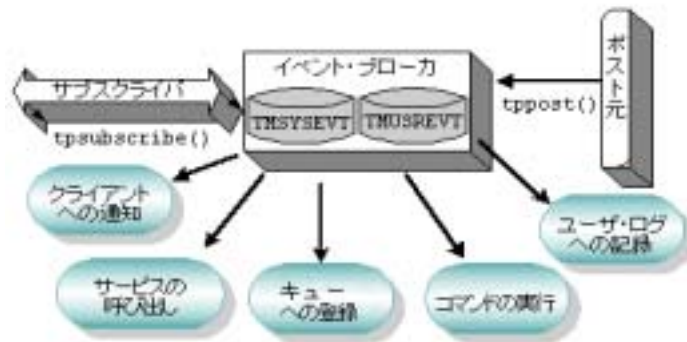 イベント・ブローカ
サブスクライバ
tpsubscribe()
TMSYSEVT
TMUSREVT
tppost()
ポスト元
クライアント
への通知
サービスの
呼び出し
キュー
への登録
コマンドの実行
ユーザ・ログ
への記録